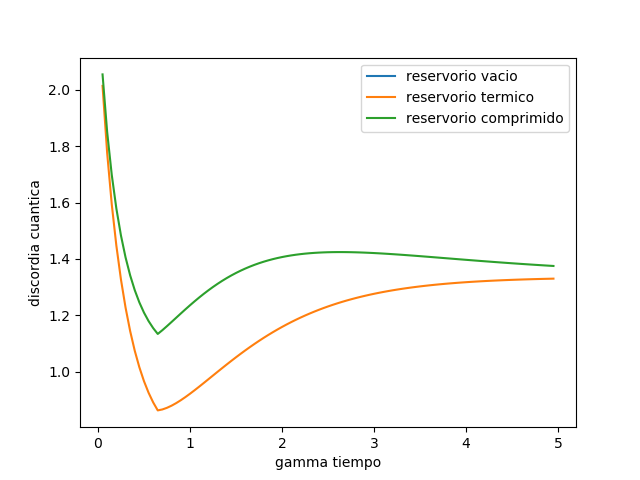 reservorio vacio
reservorio termico
reservorio comprimido
discordia cuantica
2.0
1.8
1.6
1.4
1.2
1.0
0 1 2 3 4 5
gamma tiempo